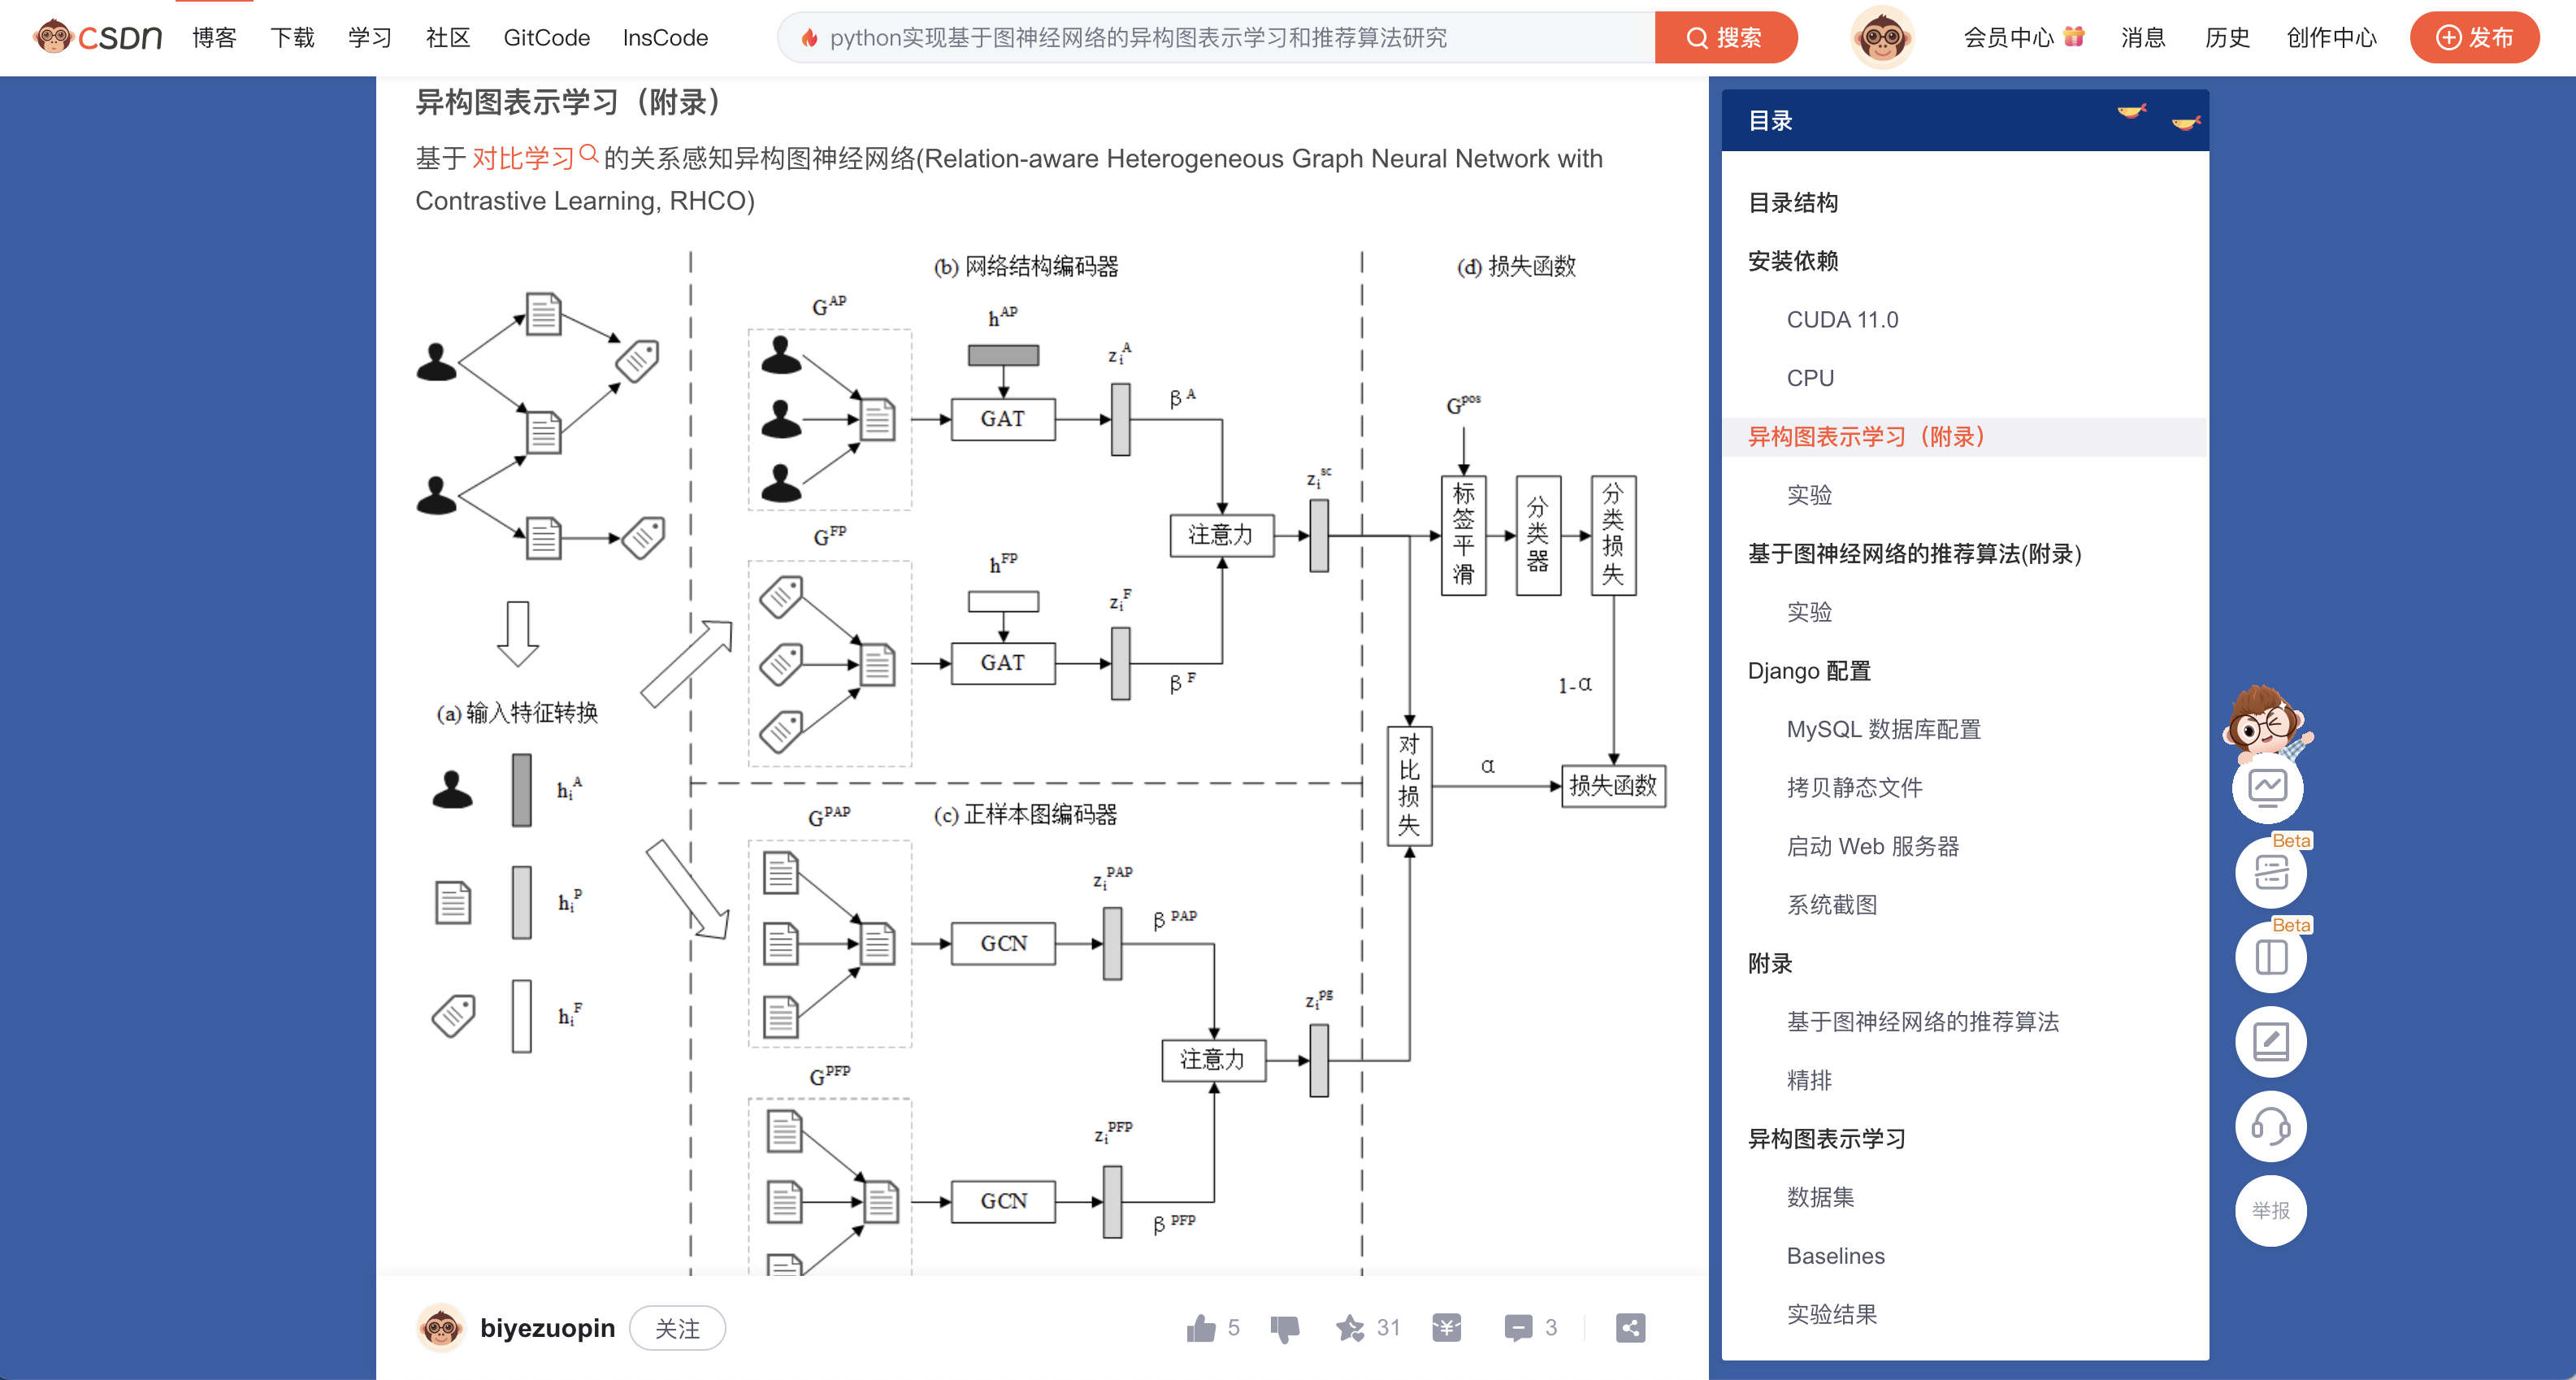 CSDN 博客 下载 学习 社区 GitCode InsCode python实现基于图神经网络的异构图表示学习和推荐算法研究 搜索 会员中心 消息 历史 创作中心 发布
异构图表示学习（附录）
基于 对比学习 的关系感知异构图神经网络(Relation-aware Heterogeneous Graph Neural Network with
Contrastive Learning, RHCO)
(a) 输入特征转换
h_i^A
h_i^P
h_i^F
(b) 网络结构编码器
G^AP
h^AP
GAT
z_i^A
β^A
G^FP
h^FP
GAT
z_i^F
β^F
注意力
z_i^sc
(c) 正样本图编码器
G^PAP
GCN
z_i^PAP
β^PAP
G^PFP
GCN
z_i^PFP
β^PFP
注意力
z_i^pg
(d) 损失函数
G^pos
标签平滑
分类器
分类损失
1-α
对比损失
α
损失函数
biyezuopin 关注 5 31 3
目录
目录结构
安装依赖
CUDA 11.0
CPU
异构图表示学习（附录）
实验
基于图神经网络的推荐算法(附录)
实验
Django 配置
MySQL 数据库配置
拷贝静态文件
启动 Web 服务器
系统截图
附录
基于图神经网络的推荐算法
精排
异构图表示学习
数据集
Baselines
实验结果
Beta
Beta
举报